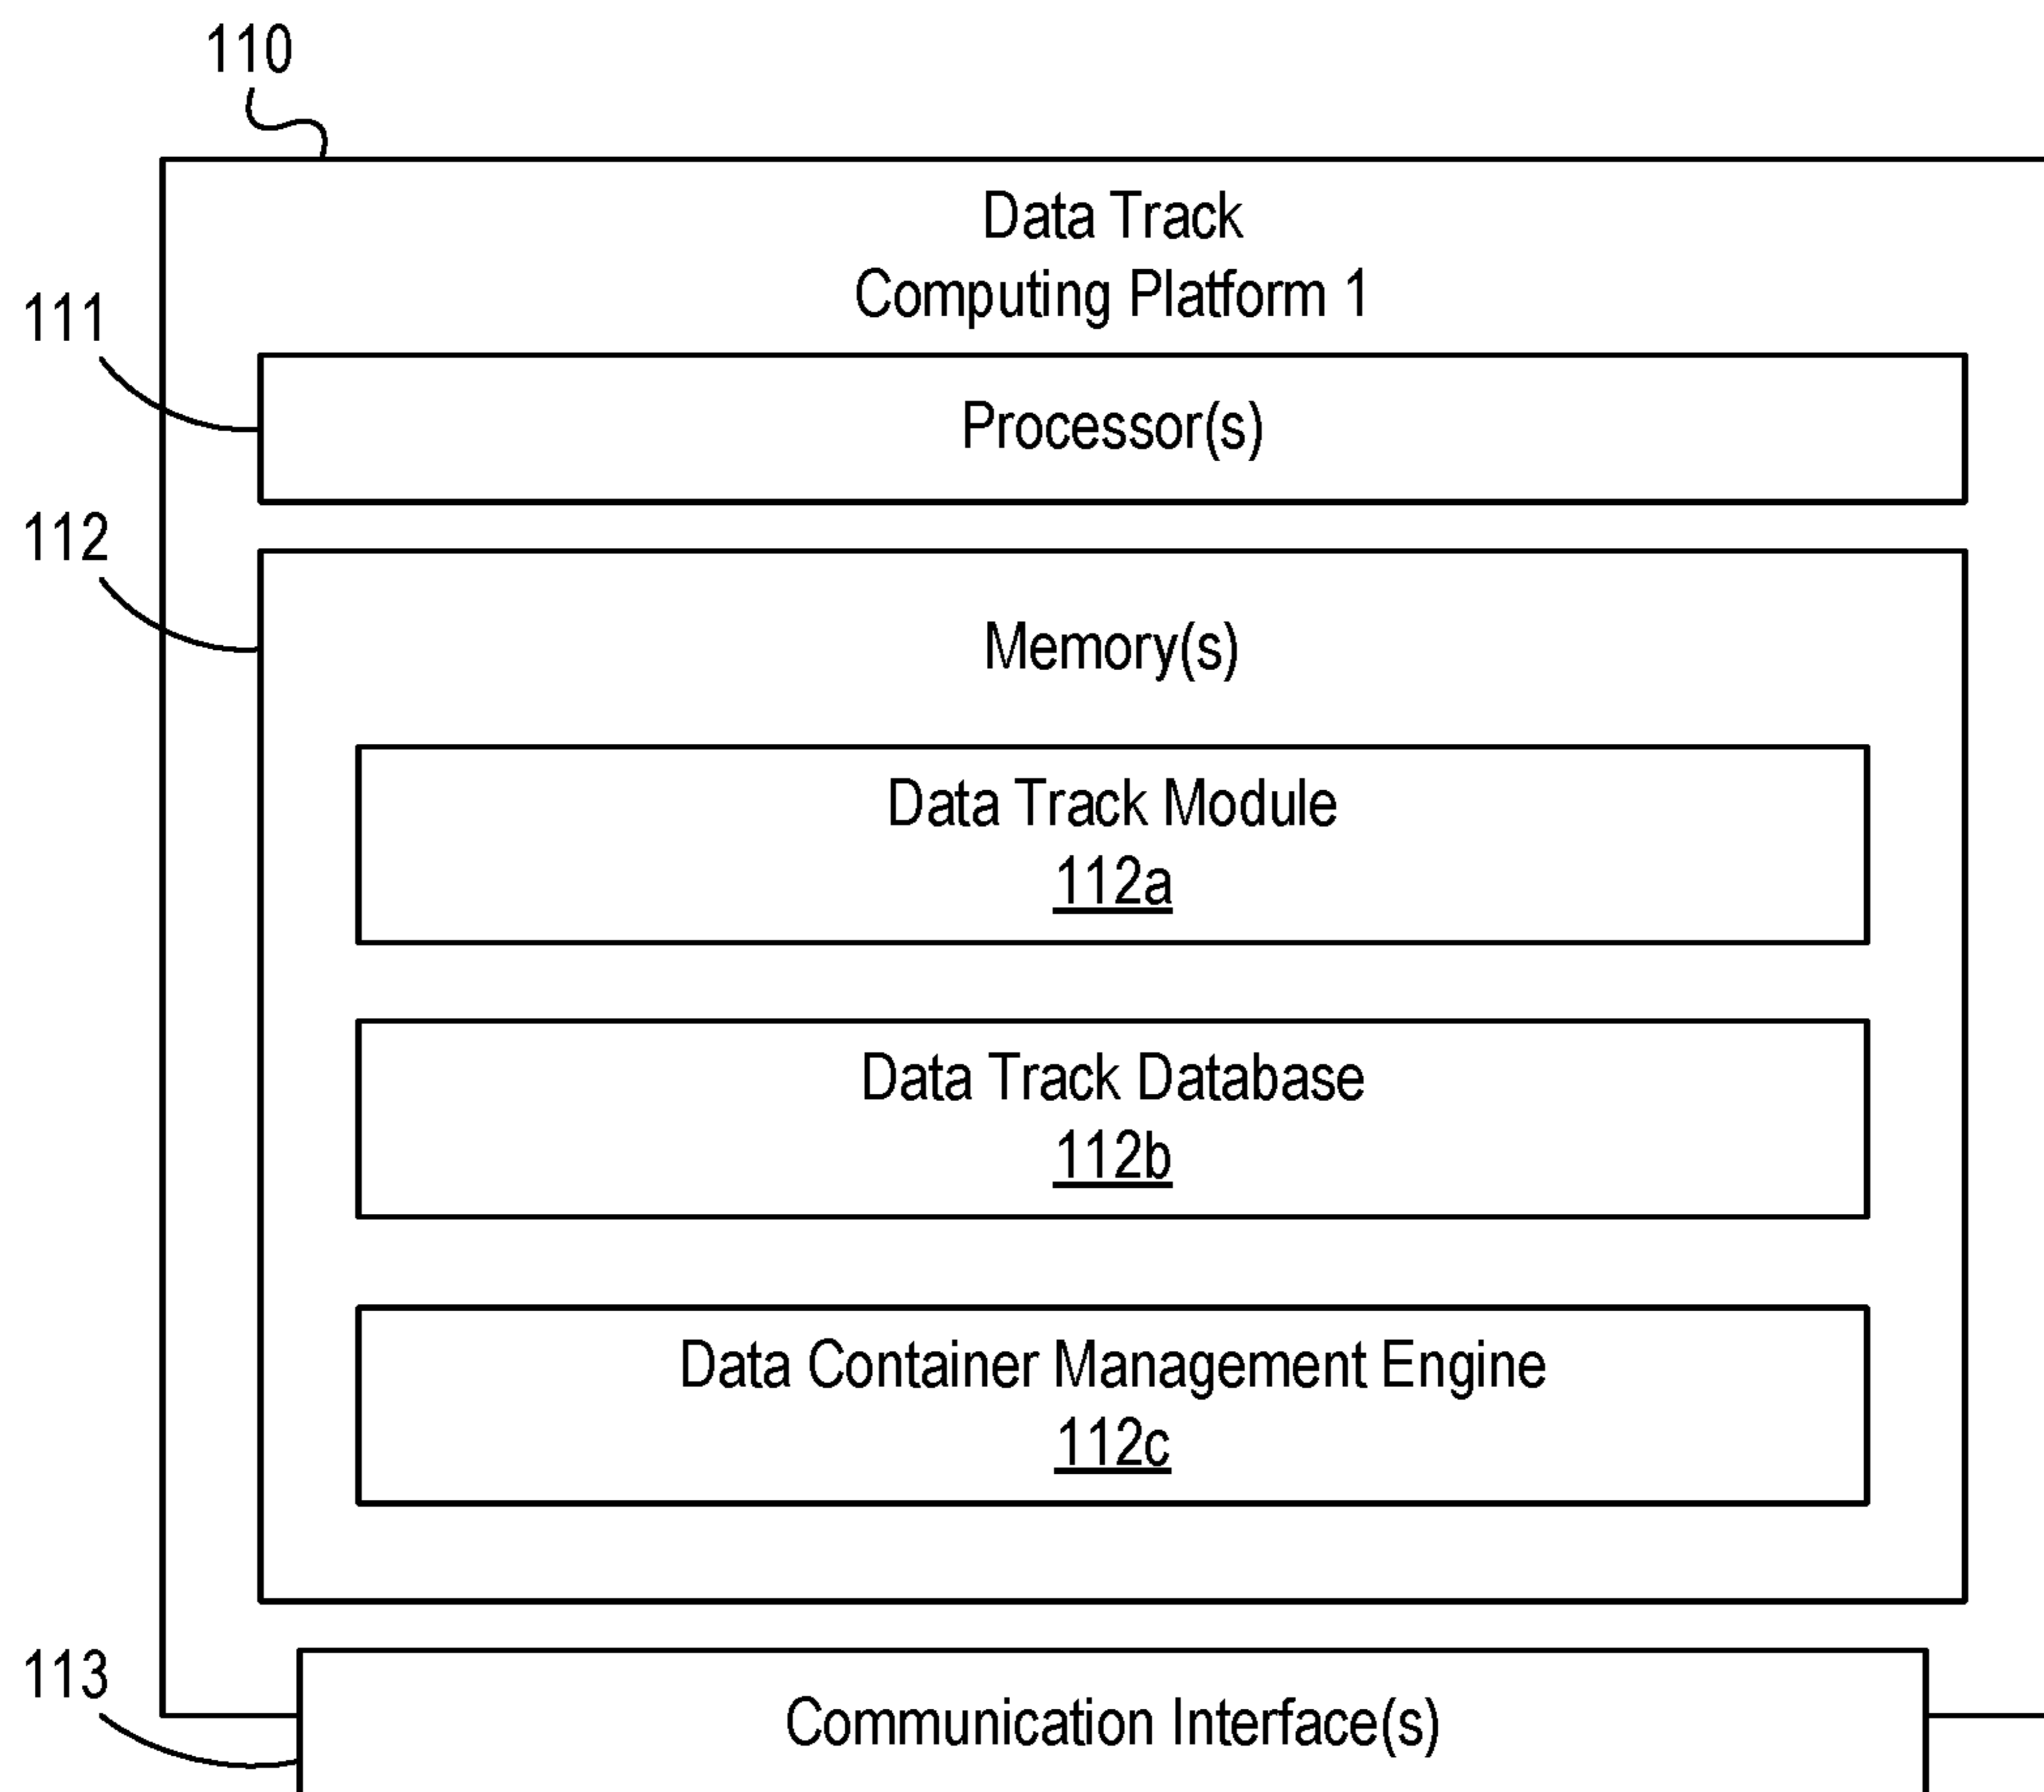 110
Data Track
Computing Platform 1
111
Processor(s)
112
Memory(s)
Data Track Module
112a
Data Track Database
112b
Data Container Management Engine
112c
113
Communication Interface(s)